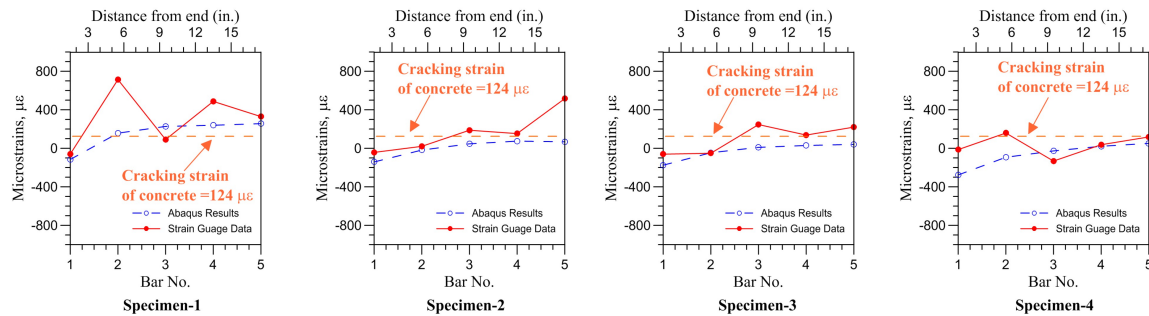 Distance from end (in.)
3 6 9 12 15
800
400
0
-400
-800
Microstrains, με
Cracking strain
of concrete =124 με
Abaqus Results
Strain Guage Data
1 2 3 4 5
Bar No.
Specimen-1
Distance from end (in.)
3 6 9 12 15
800
400
0
-400
-800
Microstrains, με
Cracking strain
of concrete =124 με
Abaqus Results
Strain Guage Data
1 2 3 4 5
Bar No.
Specimen-2
Distance from end (in.)
3 6 9 12 15
800
400
0
-400
-800
Microstrains, με
Cracking strain
of concrete =124 με
Abaqus Results
Strain Guage Data
1 2 3 4 5
Bar No.
Specimen-3
Distance from end (in.)
3 6 9 12 15
800
400
0
-400
-800
Microstrains, με
Cracking strain
of concrete =124 με
Abaqus Results
Strain Guage Data
1 2 3 4 5
Bar No.
Specimen-4